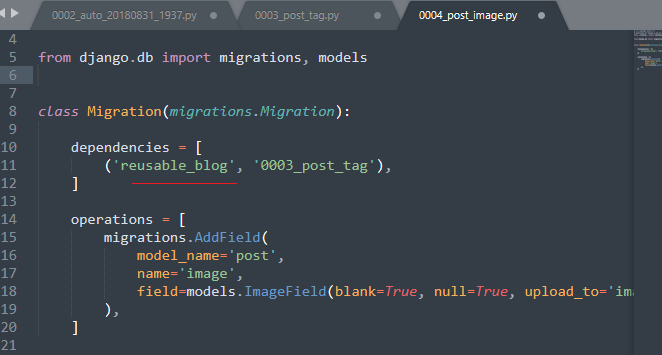 0002_auto_20180831_1937.py 0003_post_tag.py 0004_post_image.py
4
5 from django.db import migrations, models
6
7
8 class Migration(migrations.Migration):
9
10     dependencies = [
11         ('reusable_blog', '0003_post_tag'),
12     ]
13
14     operations = [
15         migrations.AddField(
16             model_name='post',
17             name='image',
18             field=models.ImageField(blank=True, null=True, upload_to='ima
19         ),
20     ]
21